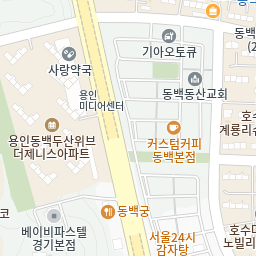 기아오토큐
사랑약국
동백동산교회
용인
미디어센터
커스텀커피
동백본점
용인동백두산위브
더제니스아파트
호수
동백
동백궁
베이비파스텔
경기본점
서울24시
감자탕
호수마
노빌리
코